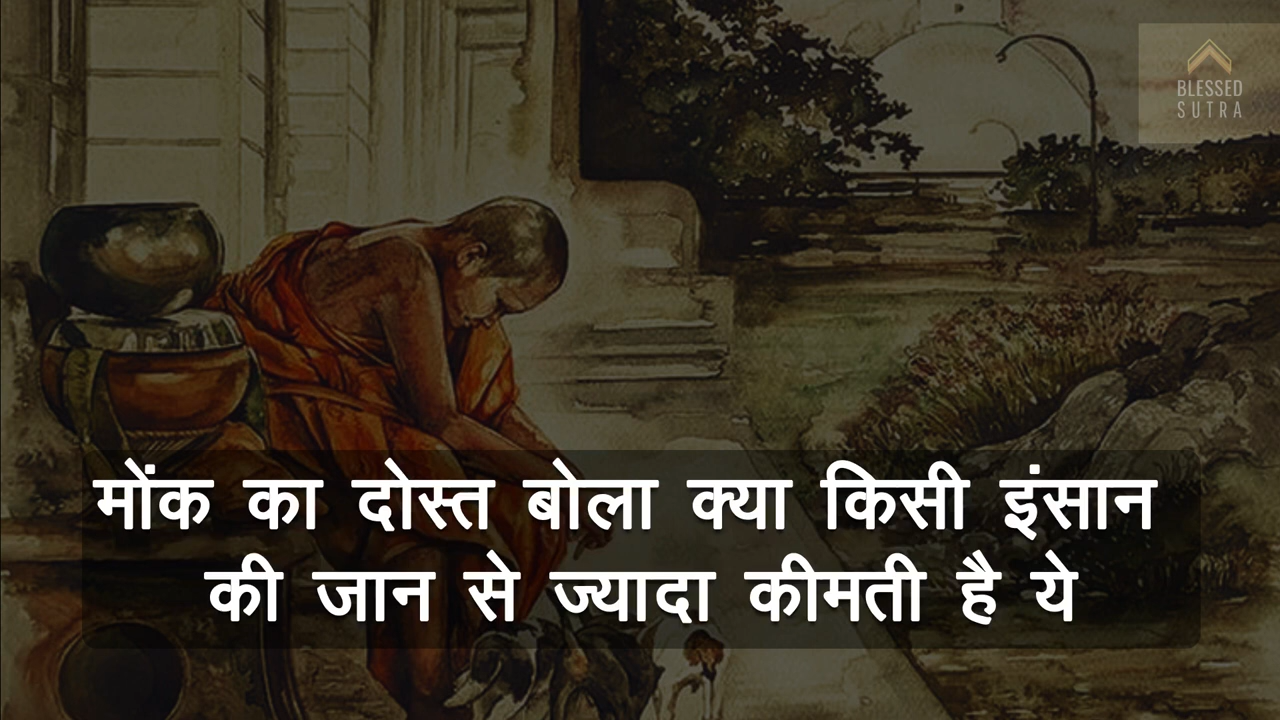 BLESSED
SUTRA
मोंक का दोस्त बोला क्या किसी इंसान
की जान से ज्यादा कीमती है ये